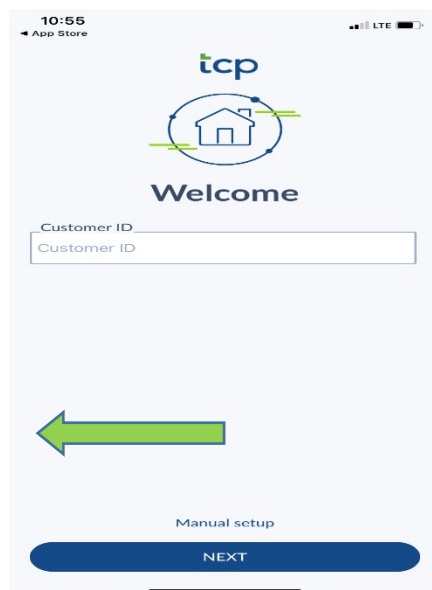 10:55
LTE
◄ App Store
tcp
Welcome
Customer ID
Customer ID
Manual setup
NEXT